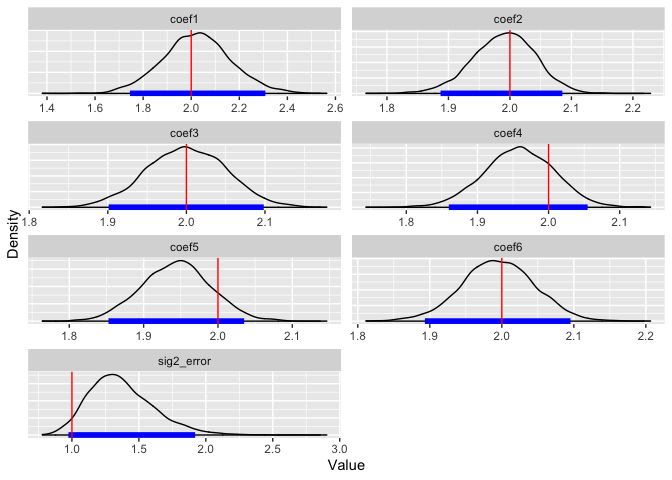 coef1
coef2
1.4 1.6 1.8 2.0 2.2 2.4 2.6
1.8 1.9 2.0 2.1 2.2
coef3
coef4
1.8 1.9 2.0 2.1
1.8 1.9 2.0 2.1
coef5
coef6
1.8 1.9 2.0 2.1
1.8 1.9 2.0 2.1 2.2
sig2_error
1.0 1.5 2.0 2.5 3.0
Density
Value